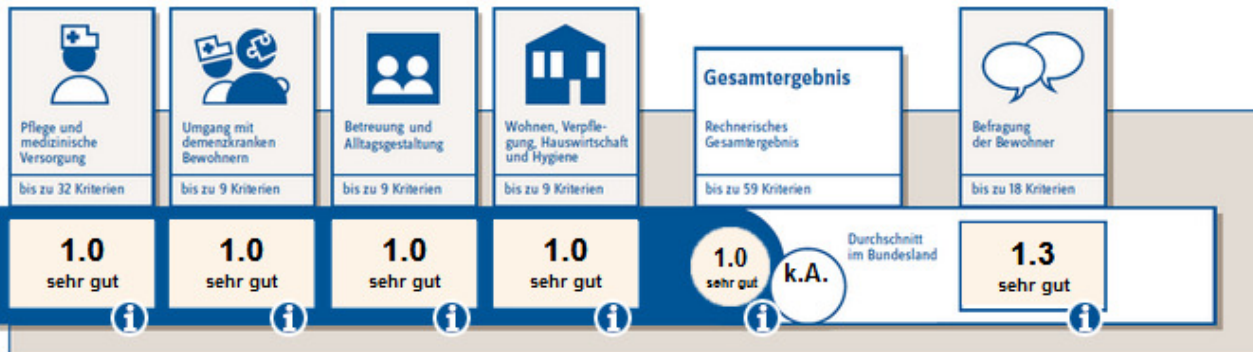 Pflege und
medizinische
Versorgung
bis zu 32 Kriterien
1.0
sehr gut
Umgang mit
demenzkranken
Bewohnern
bis zu 9 Kriterien
1.0
sehr gut
Betreuung und
Alltagsgestaltung
bis zu 9 Kriterien
1.0
sehr gut
Wohnen, Verpfle-
gung, Hauswirtschaft
und Hygiene
bis zu 9 Kriterien
1.0
sehr gut
Gesamtergebnis
Rechnerisches
Gesamtergebnis
bis zu 59 Kriterien
1.0
sehr gut
k.A.
Durchschnitt
im Bundesland
Befragung
der Bewohner
bis zu 18 Kriterien
1.3
sehr gut